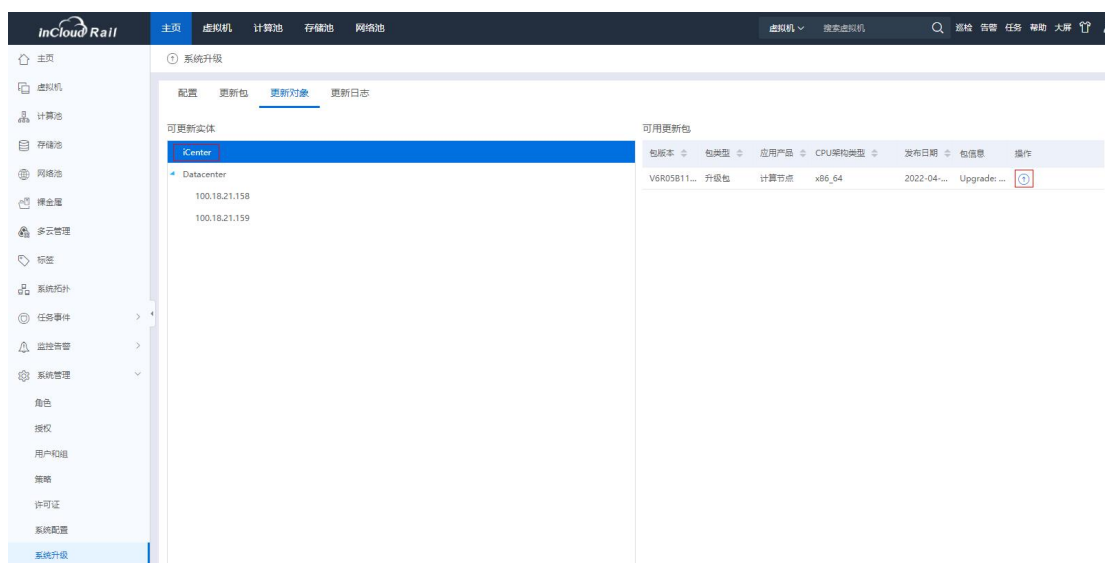 inCloud Rail 主页 虚拟机 计算池 存储池 网络池 虚拟机 搜索虚拟机 巡检 告警 任务 帮助 大屏
主页
虚拟机
计算池
存储池
网络池
裸金属
多云管理
标签
系统拓扑
任务事件
监控告警
系统管理
角色
授权
用户和组
策略
许可证
系统配置
系统升级
系统升级
配置 更新包 更新对象 更新日志
可更新实体
iCenter
Datacenter
100.18.21.158
100.18.21.159
可用更新包
包版本 包类型 应用产品 CPU架构类型 发布日期 包信息 操作
V6R05B11... 升级包 计算节点 x86_64 2022-04-... Upgrade: ...